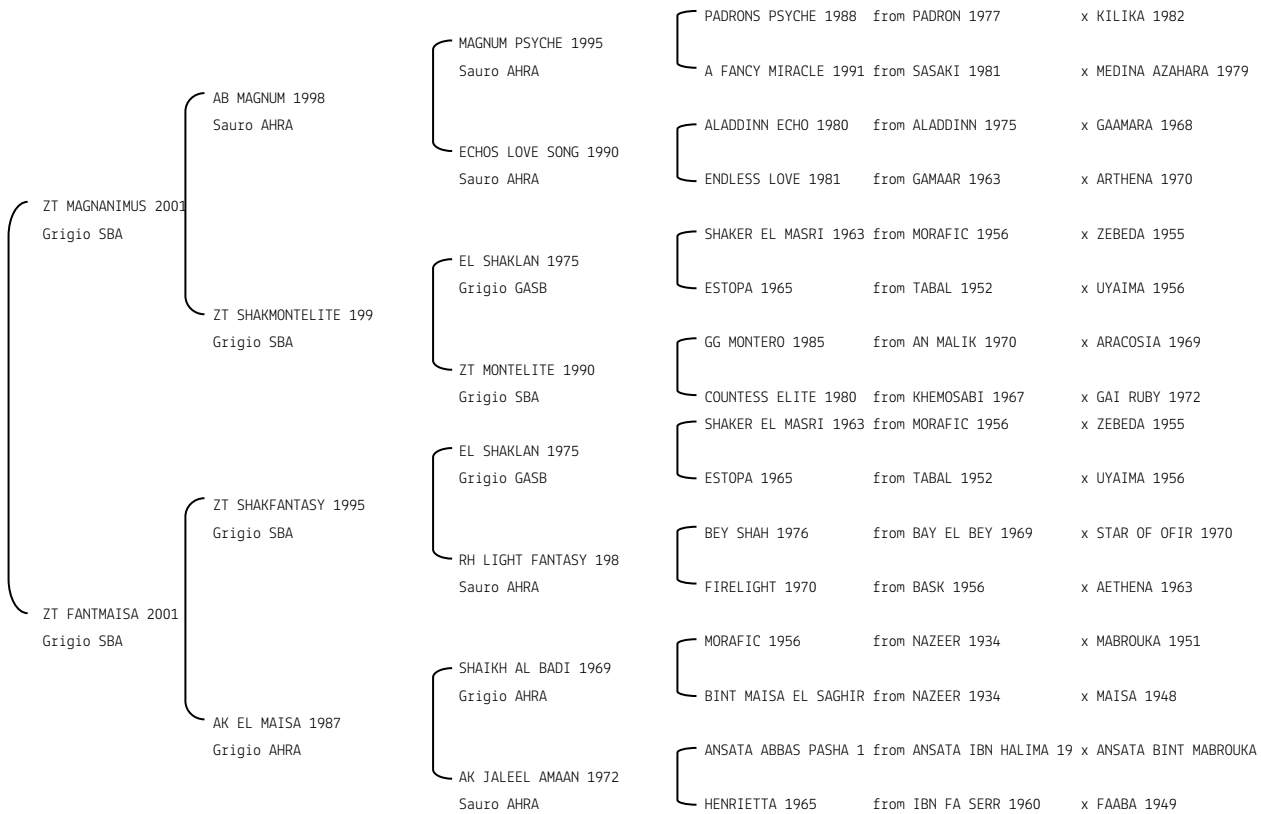 PADRONS PSYCHE 1988 from PADRON 1977 x KILIKA 1982
MAGNUM PSYCHE 1995
Sauro AHRA
A FANCY MIRACLE 1991 from SASAKI 1981 x MEDINA AZAHARA 1979
AB MAGNUM 1998
Sauro AHRA
ALADDINN ECHO 1980 from ALADDINN 1975 x GAAMARA 1968
ECHOS LOVE SONG 1990
Sauro AHRA
ENDLESS LOVE 1981 from GAMAAR 1963 x ARTHENA 1970
ZT MAGNANIMUS 2001
Grigio SBA
SHAKER EL MASRI 1963 from MORAFIC 1956 x ZEBEDA 1955
EL SHAKLAN 1975
Grigio GASB
ESTOPA 1965 from TABAL 1952 x UYAIMA 1956
ZT SHAKMONTELITE 199
Grigio SBA
GG MONTERO 1985 from AN MALIK 1970 x ARACOSIA 1969
ZT MONTELITE 1990
Grigio SBA
COUNTESS ELITE 1980 from KHEMOSABI 1967 x GAI RUBY 1972
SHAKER EL MASRI 1963 from MORAFIC 1956 x ZEBEDA 1955
EL SHAKLAN 1975
Grigio GASB
ESTOPA 1965 from TABAL 1952 x UYAIMA 1956
ZT SHAKFANTASY 1995
Grigio SBA
BEY SHAH 1976 from BAY EL BEY 1969 x STAR OF OFIR 1970
RH LIGHT FANTASY 198
Sauro AHRA
FIRELIGHT 1970 from BASK 1956 x AETHENA 1963
ZT FANTMAISA 2001
Grigio SBA
MORAFIC 1956 from NAZEER 1934 x MABROUKA 1951
SHAIKH AL BADI 1969
Grigio AHRA
BINT MAISA EL SAGHIR from NAZEER 1934 x MAISA 1948
AK EL MAISA 1987
Grigio AHRA
ANSATA ABBAS PASHA 1 from ANSATA IBN HALIMA 19 x ANSATA BINT MABROUKA
AK JALEEL AMAAN 1972
Sauro AHRA
HENRIETTA 1965 from IBN FA SERR 1960 x FAABA 1949